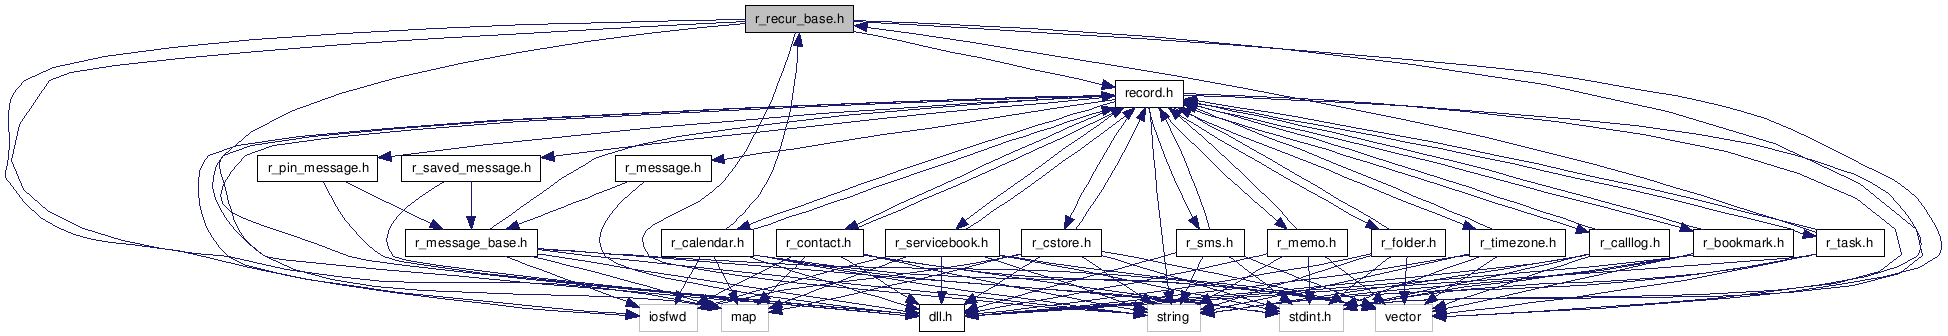 r_recur_base.h
record.h
r_pin_message.h
r_saved_message.h
r_message.h
r_message_base.h
r_calendar.h
r_contact.h
r_servicebook.h
r_cstore.h
r_sms.h
r_memo.h
r_folder.h
r_timezone.h
r_calllog.h
r_bookmark.h
r_task.h
iosfwd
map
dll.h
string
stdint.h
vector